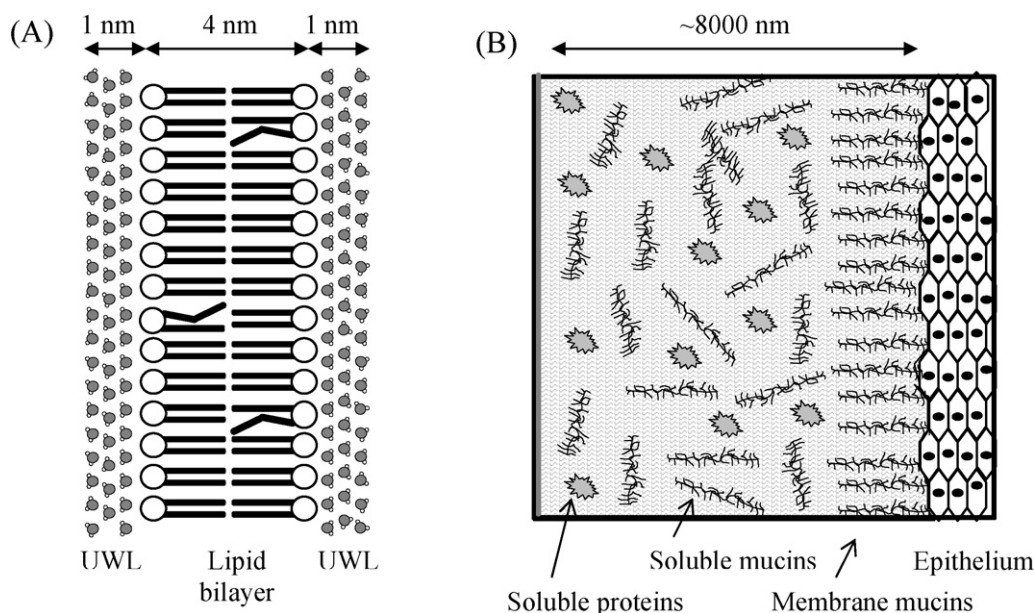 (A)
1 nm 4 nm 1 nm
UWL Lipid bilayer UWL
(B)
~8000 nm
Soluble mucins Epithelium
Soluble proteins Membrane mucins